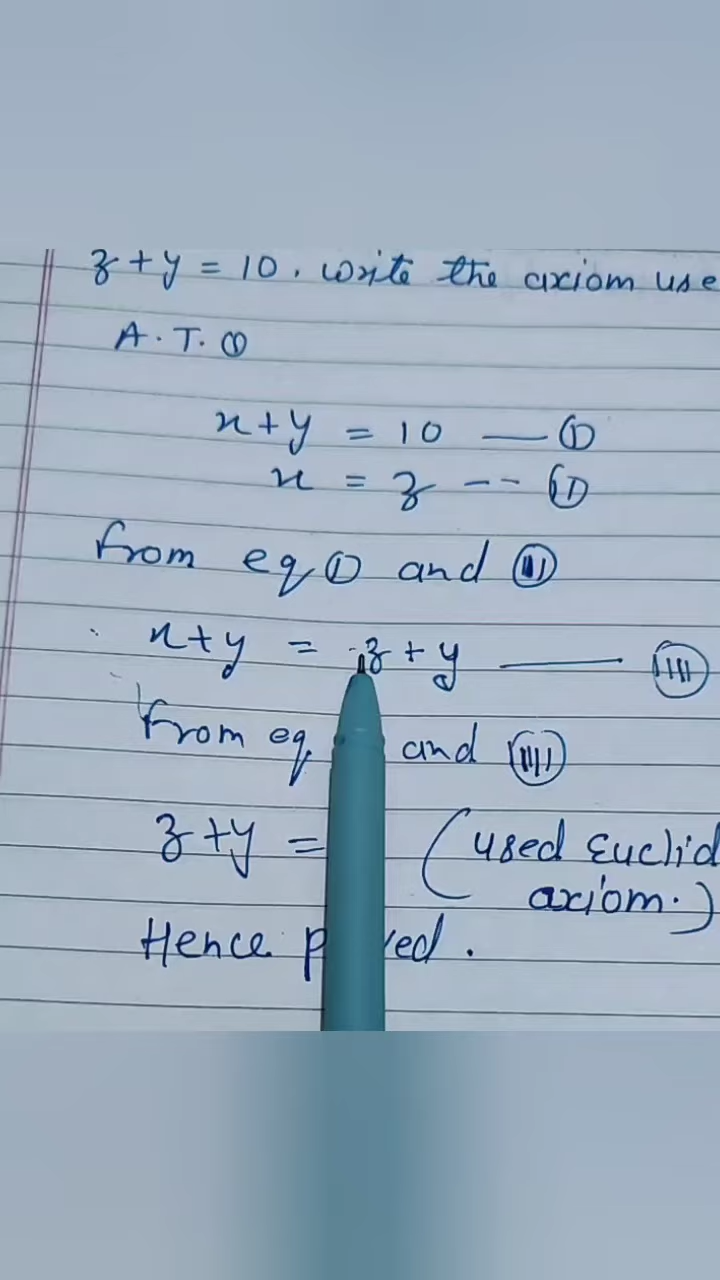 z + y = 10. write the axiom use
A. T. Q
x + y = 10 — (I)
x = z -- (II)
from eq (I) and (II)
x + y = z + y — (III)
from eq and (III)
z + y = (used Euclid
axiom.)
Hence p ved.